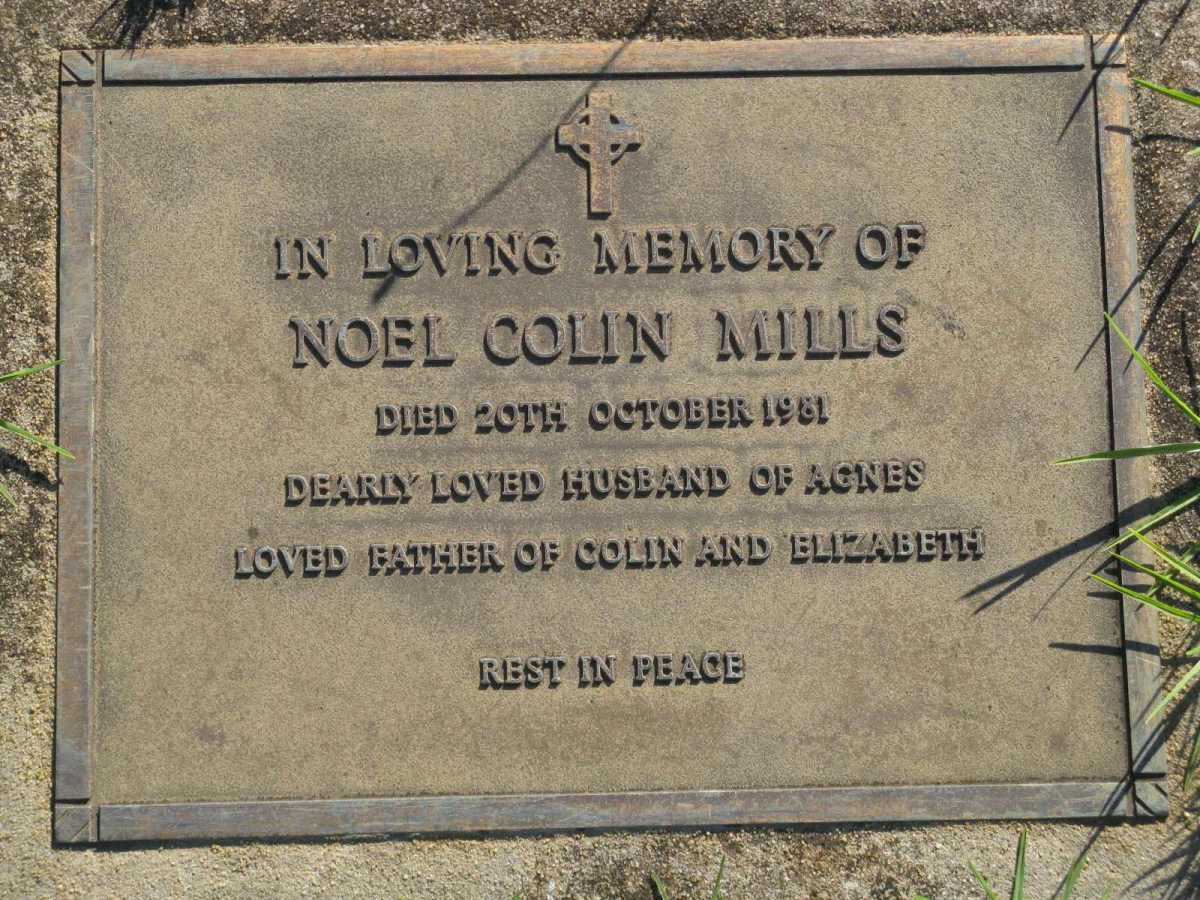 IN LOVING MEMORY OF
NOEL COLIN MILLS
DIED 20TH OCTOBER 1981
DEARLY LOVED HUSBAND OF AGNES
LOVED FATHER OF COLIN AND ELIZABETH
REST IN PEACE